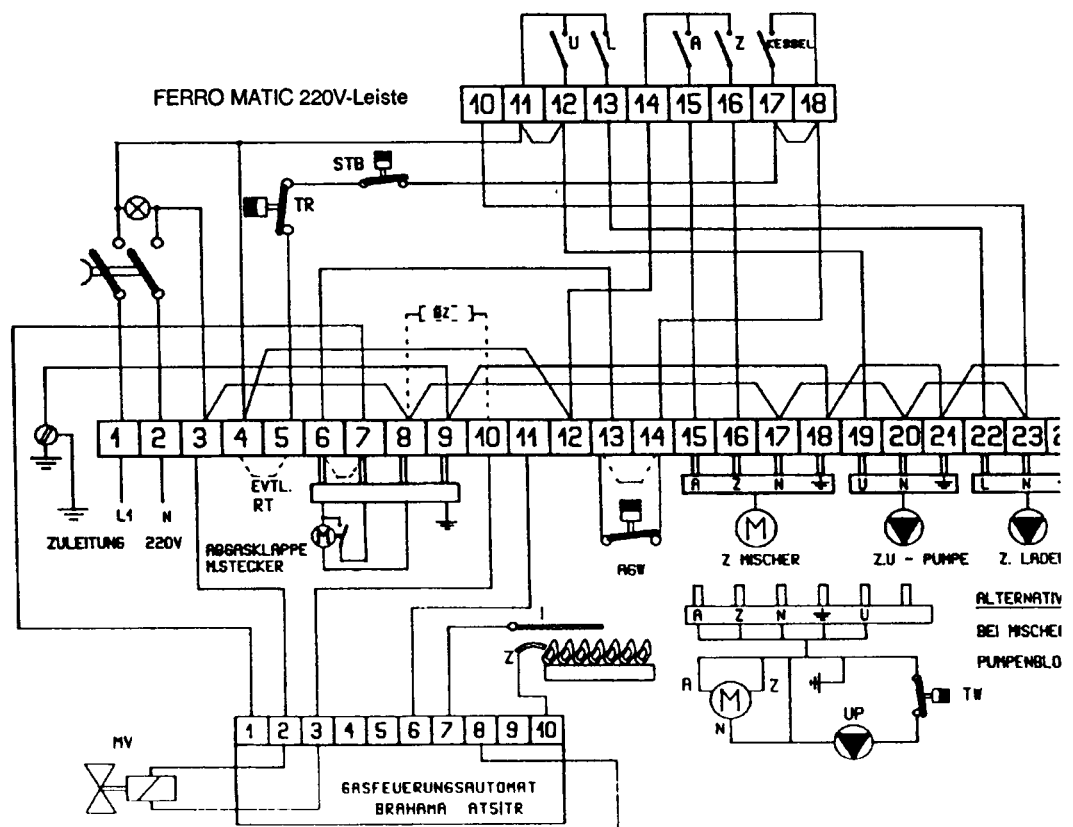 U L A Z KESSEL
FERRO MATIC 220V-Leiste
10 11 12 13 14 15 16 17 18
STB
TR
1 2 3 4 5 6 7 8 9 10 11 12 13 14 15 16 17 18 19 20 21 22 23 2
EVTL.
RT
A Z N U N L N
L1 N
ZULEITUNG 220V
ABGASKLAPPE
M.STECKER
M
AGW
M
Z MISCHER
Z.U - PUMPE
Z. LADE
ALTERNATIV
A Z N U
BEI MISCHE
PUMPENBLO
I
Z
A M Z
N
UP
TW
1 2 3 4 5 6 7 8 9 10
MV
GASFEUERUNGSAUTOMAT
BRAHAMA ATSITR